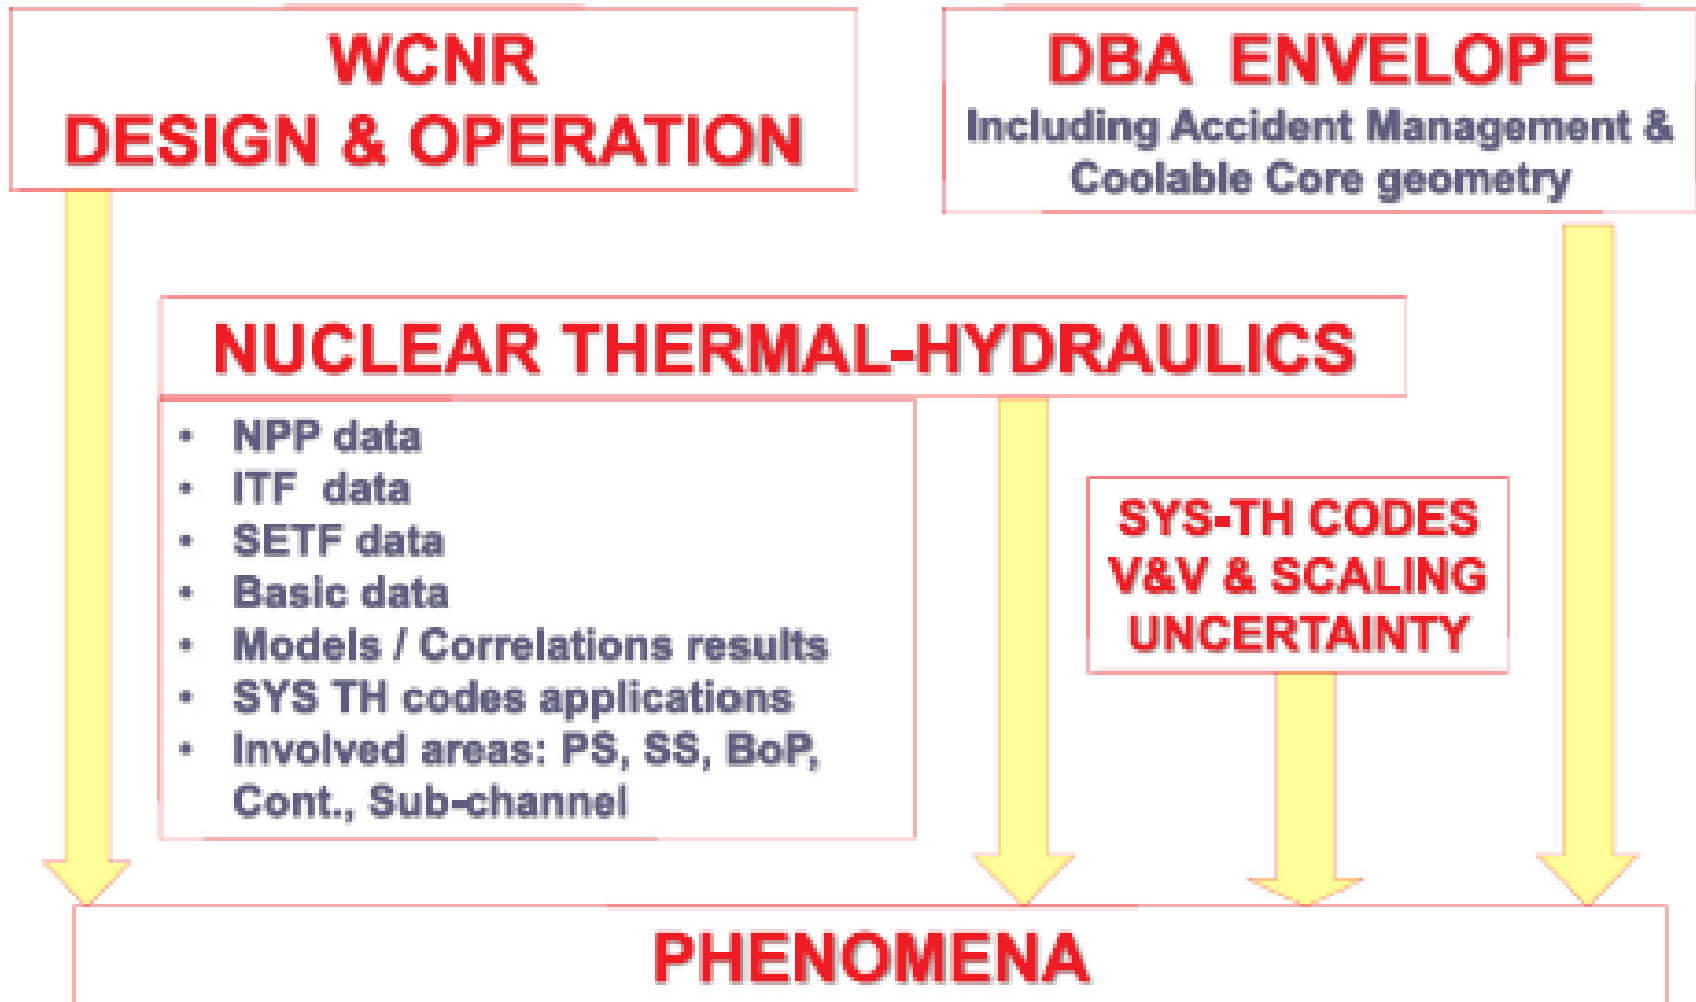 WCNR
DESIGN & OPERATION
DBA ENVELOPE
Including Accident Management &
Coolable Core geometry
NUCLEAR THERMAL-HYDRAULICS
• NPP data
• ITF data
• SETF data
• Basic data
• Models / Correlations results
• SYS TH codes applications
• Involved areas: PS, SS, BoP,
Cont., Sub-channel
SYS-TH CODES
V&V & SCALING
UNCERTAINTY
PHENOMENA